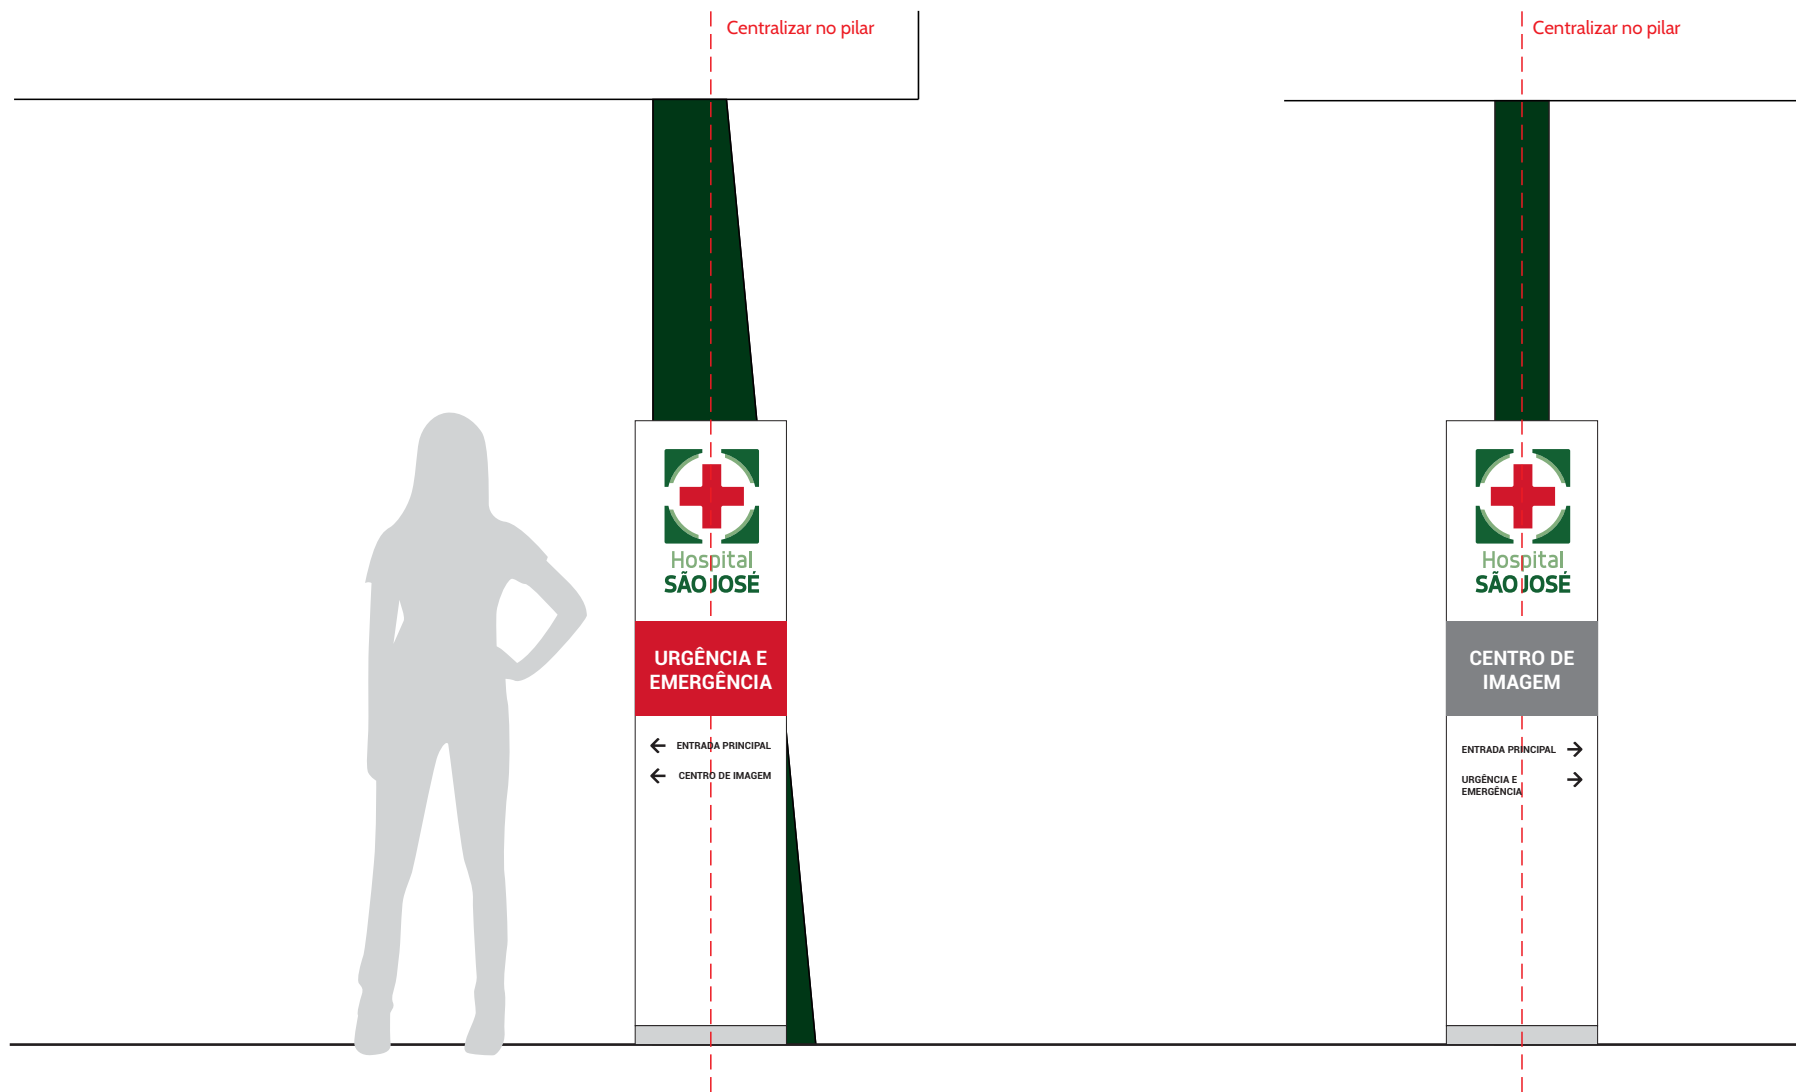 Centralizar no pilar
Hospital
SÃO JOSÉ
URGÊNCIA E
EMERGÊNCIA
ENTRADA PRINCIPAL
CENTRO DE IMAGEM
Centralizar no pilar
Hospital
SÃO JOSÉ
CENTRO DE
IMAGEM
ENTRADA PRINCIPAL
URGÊNCIA E
EMERGÊNCIA